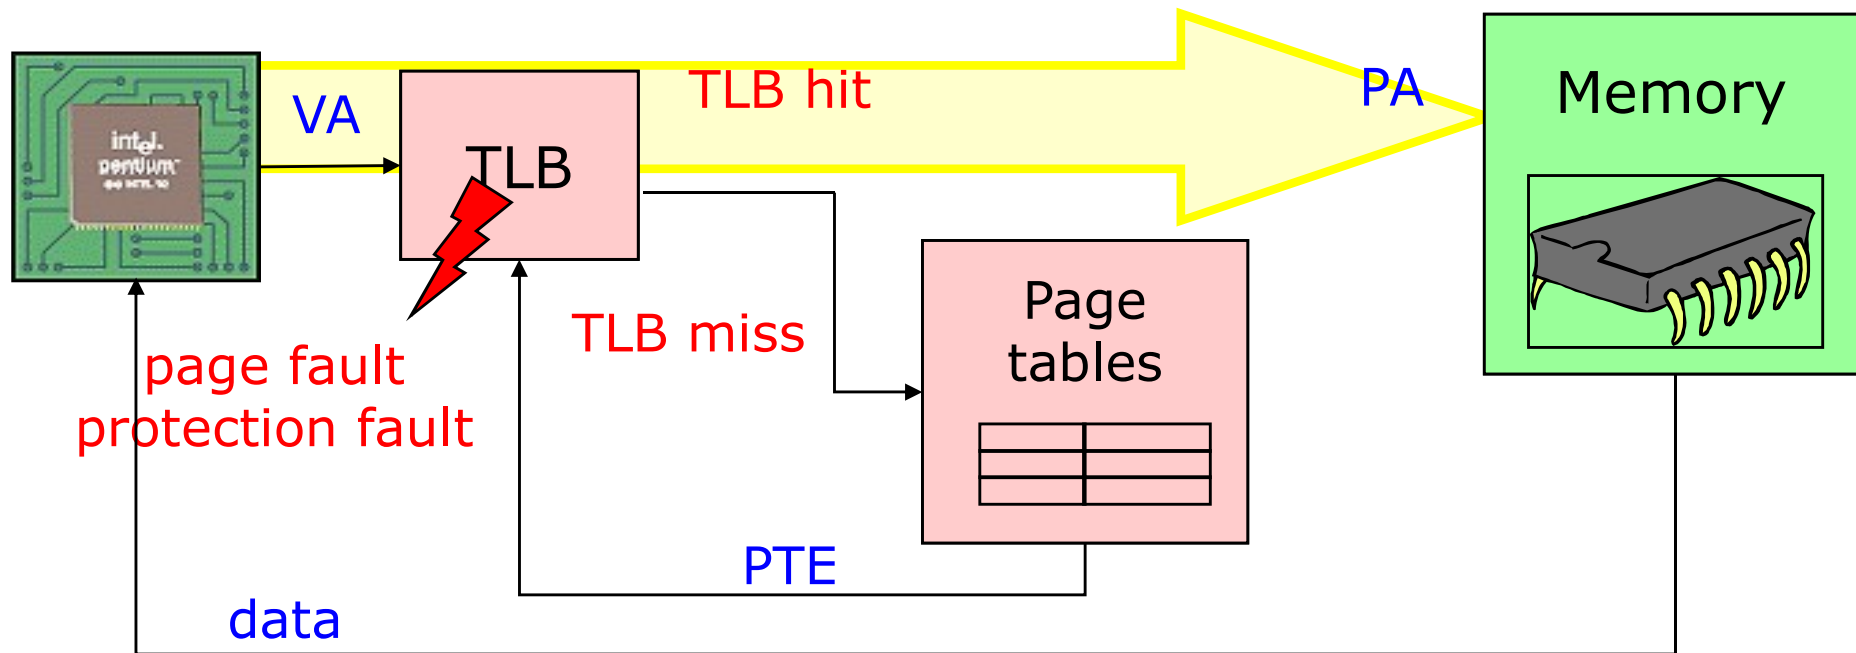 intel.
pentium
VA
TLB
TLB hit
PA
Memory
page fault
protection fault
TLB miss
Page
tables
PTE
data